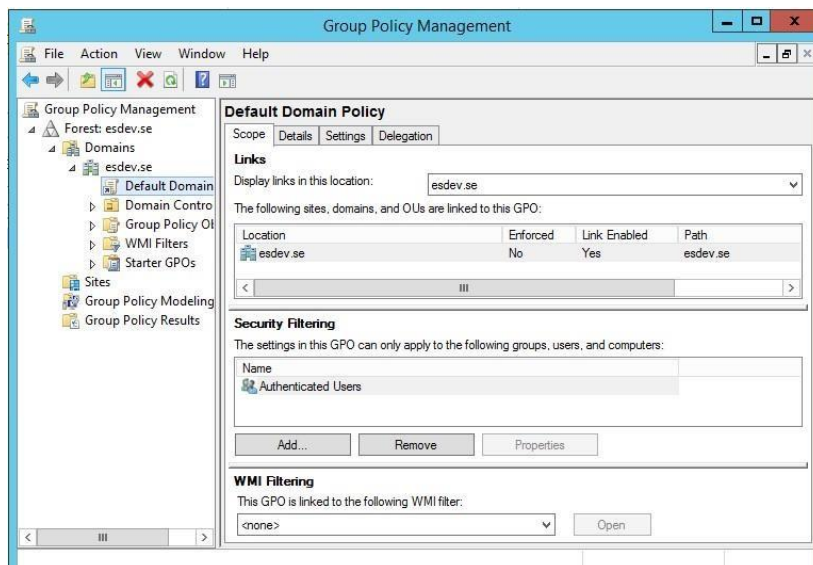 Group Policy Management
File Action View Window Help
Group Policy Management
Forest: esdev.se
Domains
esdev.se
Default Domain
Domain Contro
Group Policy Ol
WMI Filters
Starter GPOs
Sites
Group Policy Modeling
Group Policy Results
Default Domain Policy
Scope Details Settings Delegation
Links
Display links in this location: esdev.se
The following sites, domains, and OUs are linked to this GPO:
Location Enforced Link Enabled Path
esdev.se No Yes esdev.se
Security Filtering
The settings in this GPO can only apply to the following groups, users, and computers:
Name
Authenticated Users
Add... Remove Properties
WMI Filtering
This GPO is linked to the following WMI filter:
<none> Open